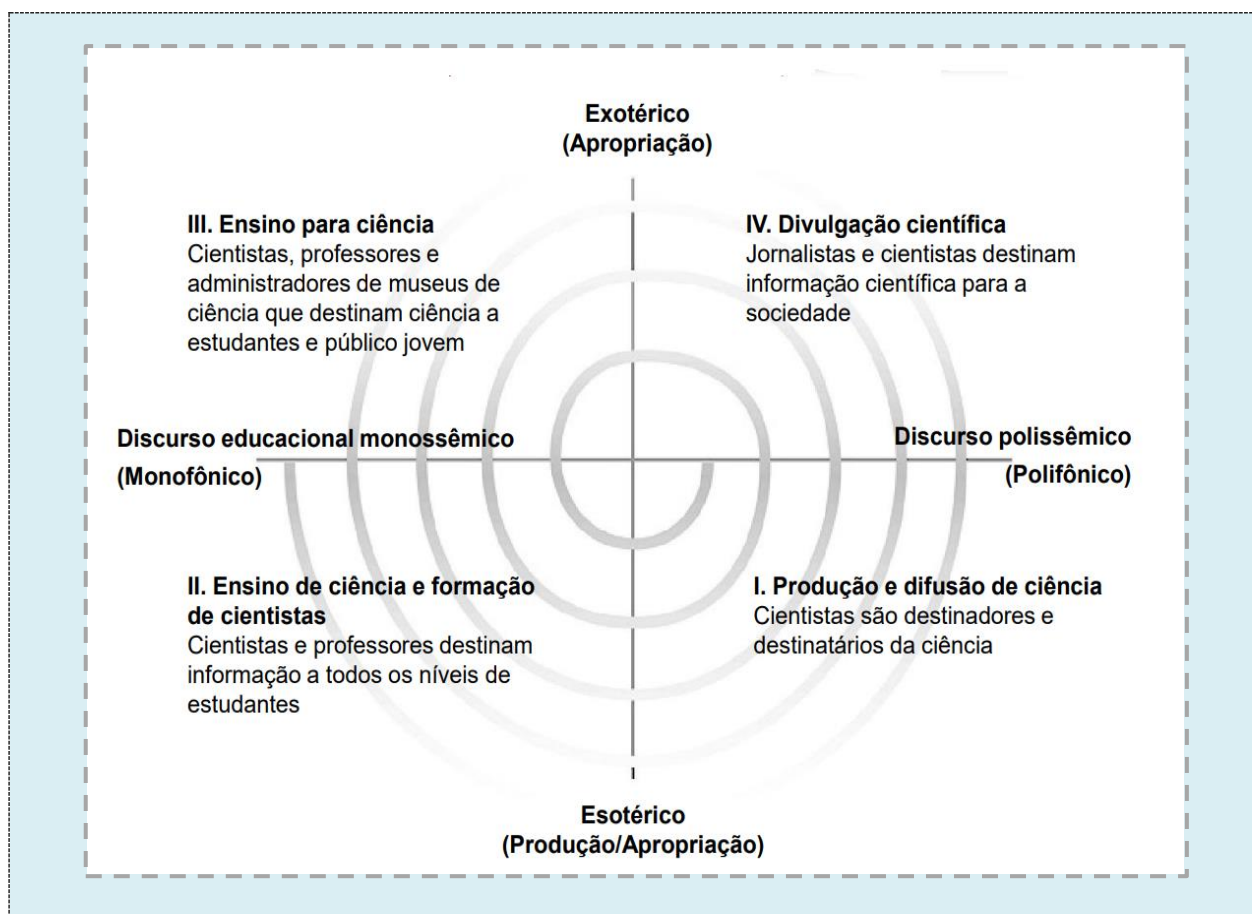 Exotérico
(Apropriação)
III. Ensino para ciência
Cientistas, professores e
administradores de museus de
ciência que destinam ciência a
estudantes e público jovem
IV. Divulgação científica
Jornalistas e cientistas destinam
informação científica para a
sociedade
Discurso educacional monossêmico
(Monofônico)
Discurso polissêmico
(Polifônico)
II. Ensino de ciência e formação
de cientistas
Cientistas e professores destinam
informação a todos os níveis de
estudantes
I. Produção e difusão de ciência
Cientistas são destinadores e
destinatários da ciência
Esotérico
(Produção/Apropriação)